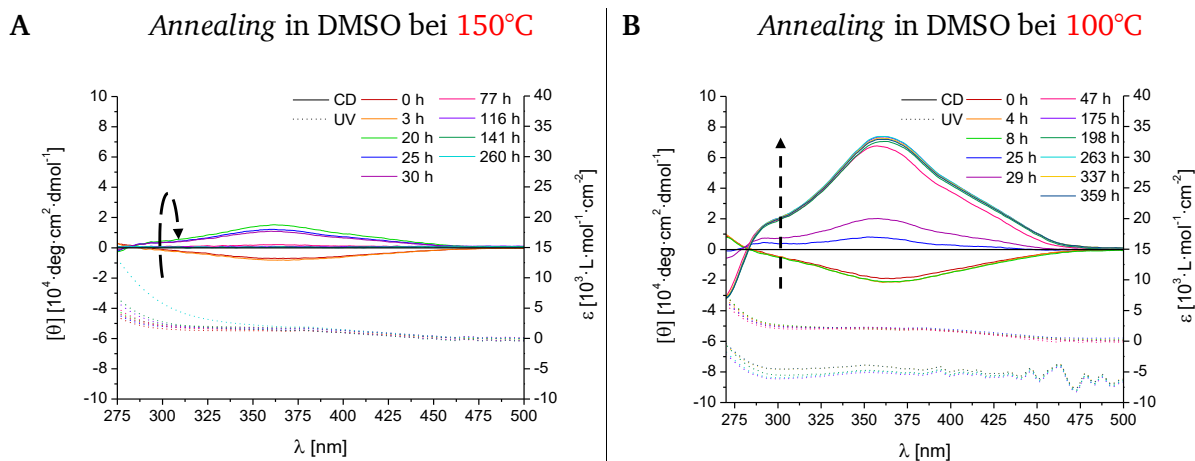 A Annealing in DMSO bei 150°C
10
8
6
4
2
0
-2
-4
-6
-8
-10
[θ] [10⁴·deg·cm²·dmol⁻¹]
CD
UV
0 h
3 h
20 h
25 h
30 h
77 h
116 h
141 h
260 h
40
35
30
25
20
15
10
5
0
-5
-10
ε [10³·L·mol⁻¹·cm⁻²]
275 300 325 350 375 400 425 450 475 500
λ [nm]
B Annealing in DMSO bei 100°C
10
8
6
4
2
0
-2
-4
-6
-8
-10
[θ] [10⁴·deg·cm²·dmol⁻¹]
CD
UV
0 h
4 h
8 h
25 h
29 h
47 h
175 h
198 h
263 h
337 h
359 h
40
35
30
25
20
15
10
5
0
-5
-10
ε [10³·L·mol⁻¹·cm⁻²]
275 300 325 350 375 400 425 450 475 500
λ [nm]